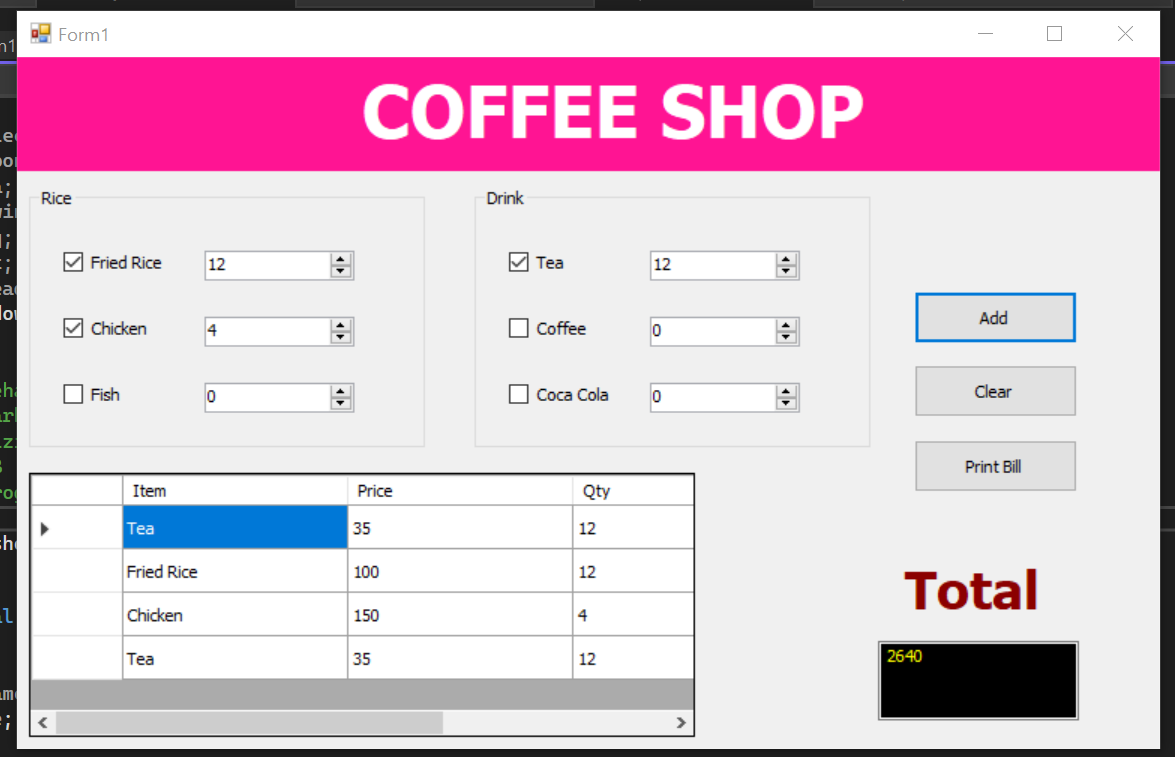 Form1
COFFEE SHOP
Rice
Drink
Fried Rice 12
Tea 12
Chicken 4
Coffee 0
Fish 0
Coca Cola 0
Add
Clear
Print Bill
Item Price Qty
Tea 35 12
Fried Rice 100 12
Chicken 150 4
Tea 35 12
Total
2640